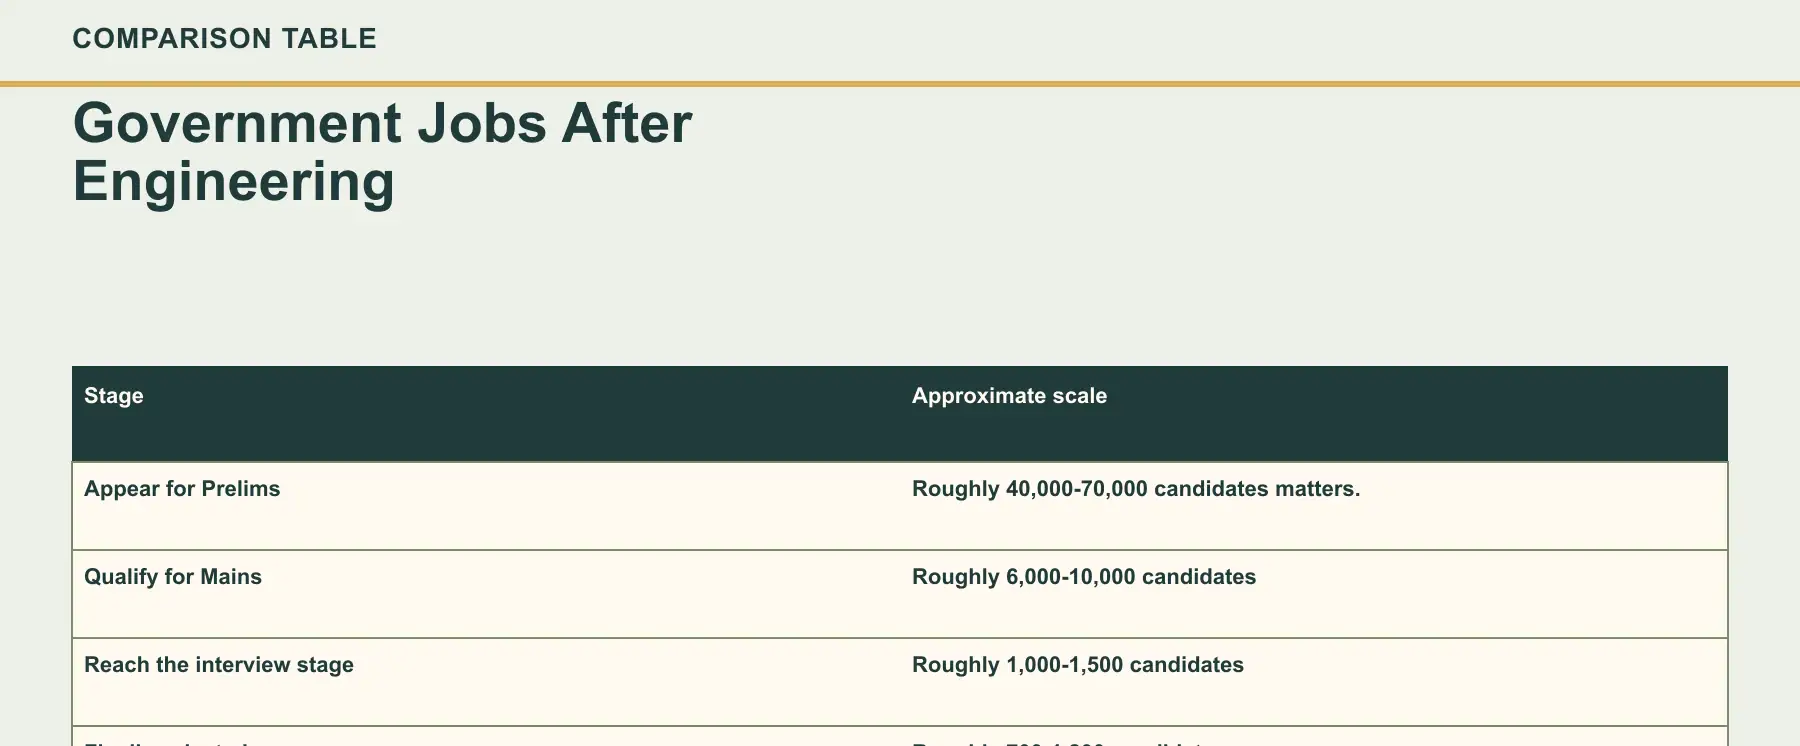 COMPARISON TABLE
Government Jobs After
Engineering
Stage Approximate scale
Appear for Prelims Roughly 40,000-70,000 candidates matters.
Qualify for Mains Roughly 6,000-10,000 candidates
Reach the interview stage Roughly 1,000-1,500 candidates